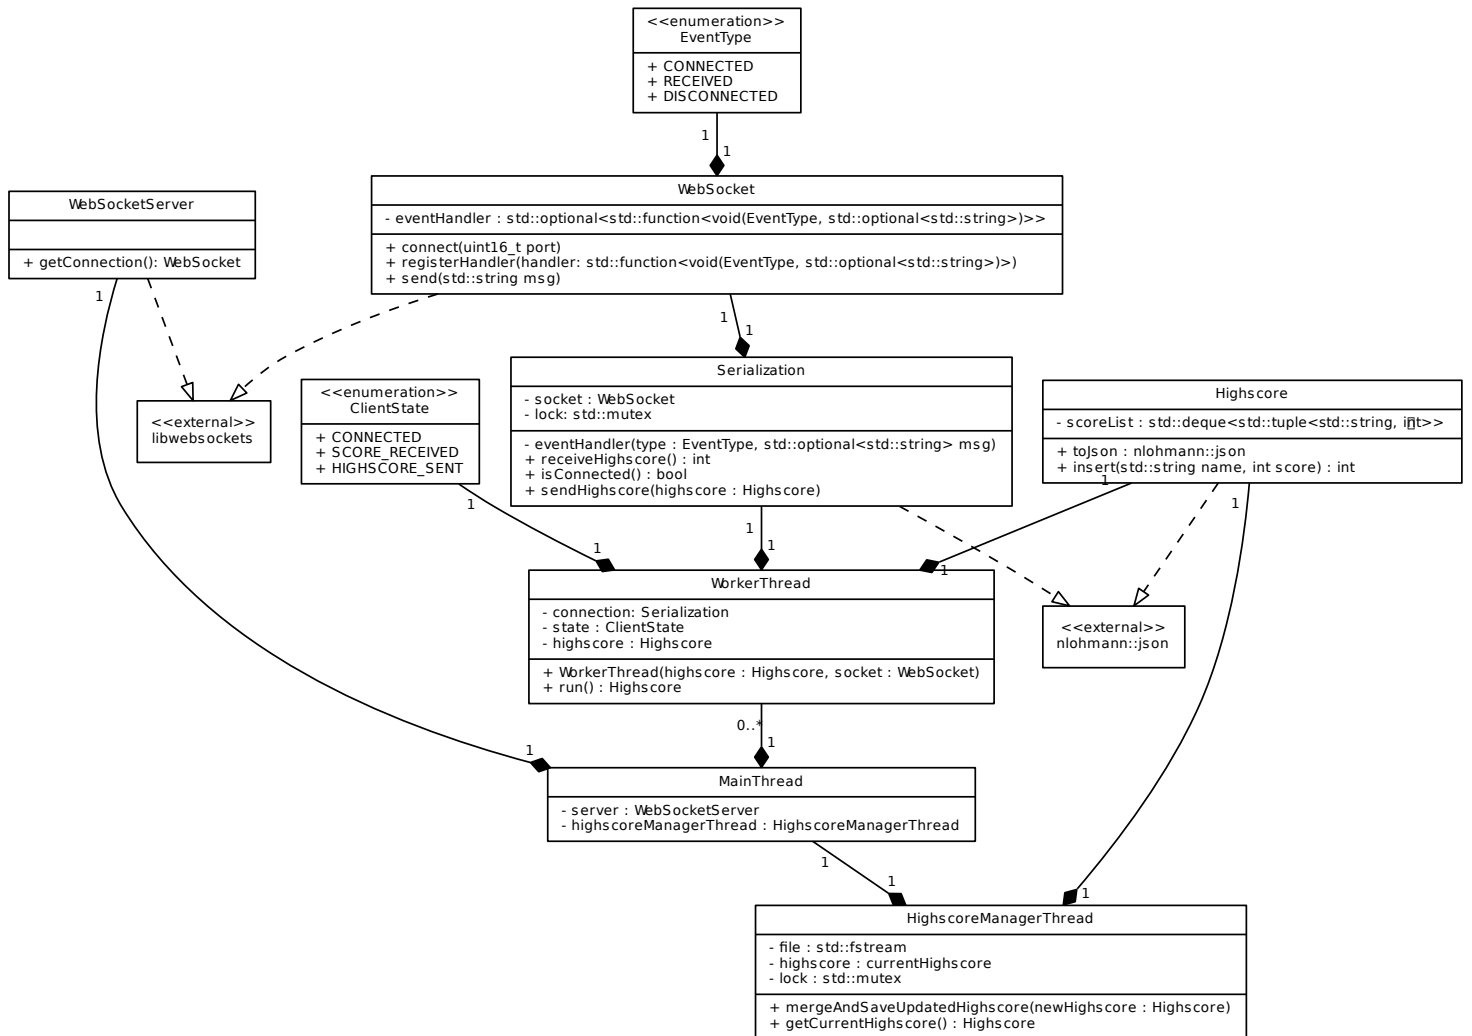 <<enumeration>>
EventType
+ CONNECTED
+ RECEIVED
+ DISCONNECTED
1
1
WebSocket
- eventHandler : std::optional<std::function<void(EventType, std::optional<std::string>)>>
+ connect(uint16_t port)
+ registerHandler(handler: std::function<void(EventType, std::optional<std::string>)>)
+ send(std::string msg)
WebSocketServer
+ getConnection(): WebSocket
1
1
1
<<external>>
libwebsockets
<<enumeration>>
ClientState
+ CONNECTED
+ SCORE_RECEIVED
+ HIGHSCORE_SENT
Serialization
- socket : WebSocket
- lock: std::mutex
- eventHandler(type : EventType, std::optional<std::string> msg)
+ receiveHighscore() : int
+ isConnected() : bool
+ sendHighscore(highscore : Highscore)
Highscore
- scoreList : std::deque<std::tuple<std::string, int>>
+ toJson : nlohmann::json
+ insert(std::string name, int score) : int
1
1
1
1
1
1
1
WorkerThread
- connection: Serialization
- state : ClientState
- highscore : Highscore
+ WorkerThread(highscore : Highscore, socket : WebSocket)
+ run() : Highscore
<<external>>
nlohmann::json
0..*
1
1
MainThread
- server : WebSocketServer
- highscoreManagerThread : HighscoreManagerThread
1
1
1
HighscoreManagerThread
- file : std::fstream
- highscore : currentHighscore
- lock : std::mutex
+ mergeAndSaveUpdatedHighscore(newHighscore : Highscore)
+ getCurrentHighscore() : Highscore